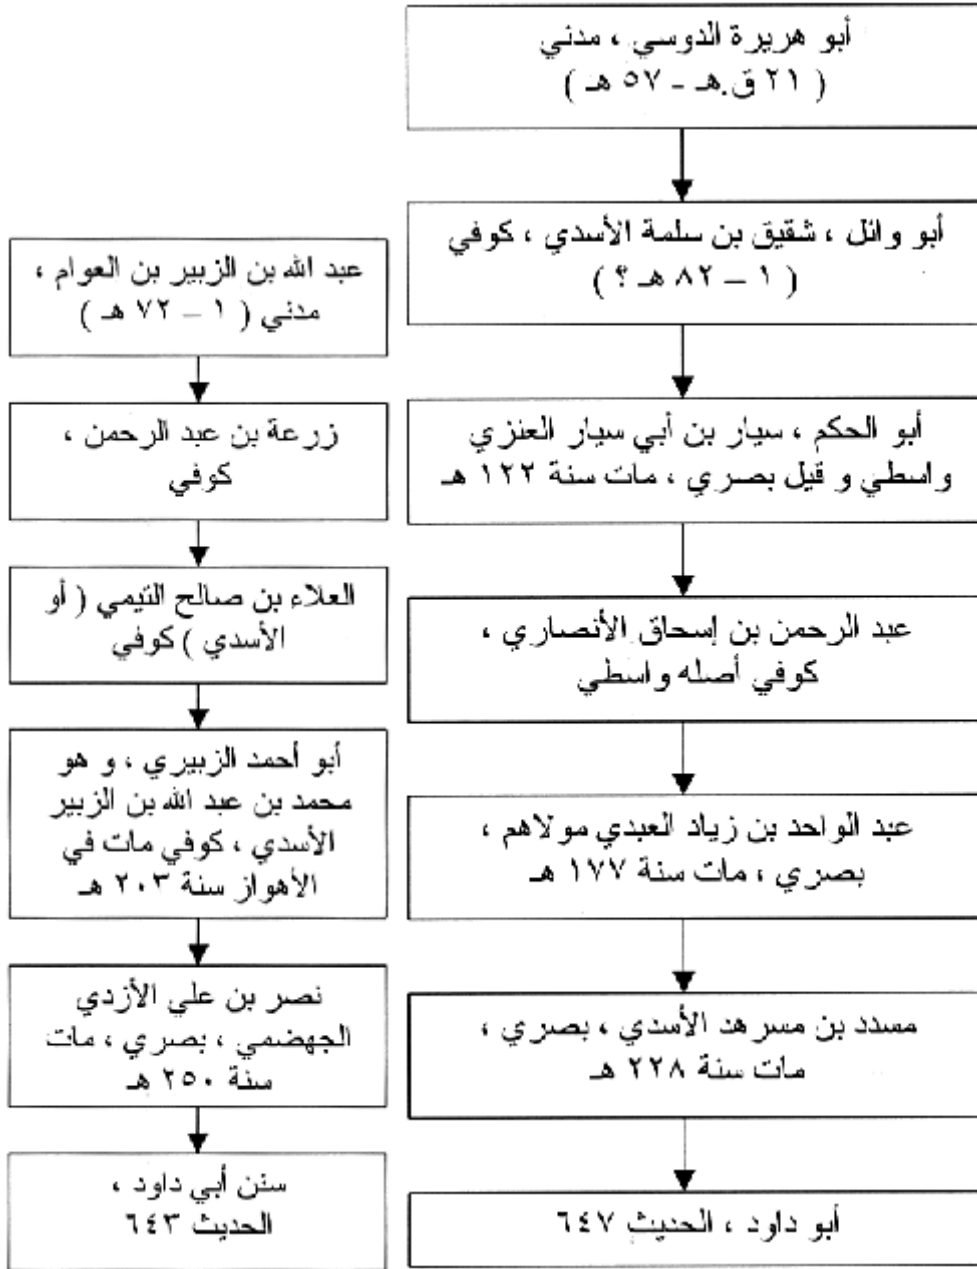 أبو هريرة الدوسي ، مدني
( ٢١ ق.هـ - ٥٧ هـ )
أبو وائل ، شقيق بن سلمة الأسدي ، كوفي
( ١ – ٨٢ هـ ؟ )
أبو الحكم ، سيار بن أبي سيار العنزي
واسطي و قيل بصري ، مات سنة ١٢٢ هـ
عبد الرحمن بن إسحاق الأنصاري ،
كوفي أصله واسطي
عبد الواحد بن زياد العبدي مولاهم ،
بصري ، مات سنة ١٧٧ هـ
مسدد بن مسرهد الأسدي ، بصري ،
مات سنة ٢٢٨ هـ
أبو داود ، الحديث ٦٤٧
عبد الله بن الزبير بن العوام ،
مدني ( ١ – ٧٢ هـ )
زرعة بن عبد الرحمن ،
كوفي
العلاء بن صالح التيمي ( أو
الأسدي ) كوفي
أبو أحمد الزبيري ، و هو
محمد بن عبد الله بن الزبير
الأسدي ، كوفي مات في
الأهواز سنة ٢٠٣ هـ
نصر بن علي الأزدي
الجهضمي ، بصري ، مات
سنة ٢٥٠ هـ
سنن أبي داود ،
الحديث ٦٤٣